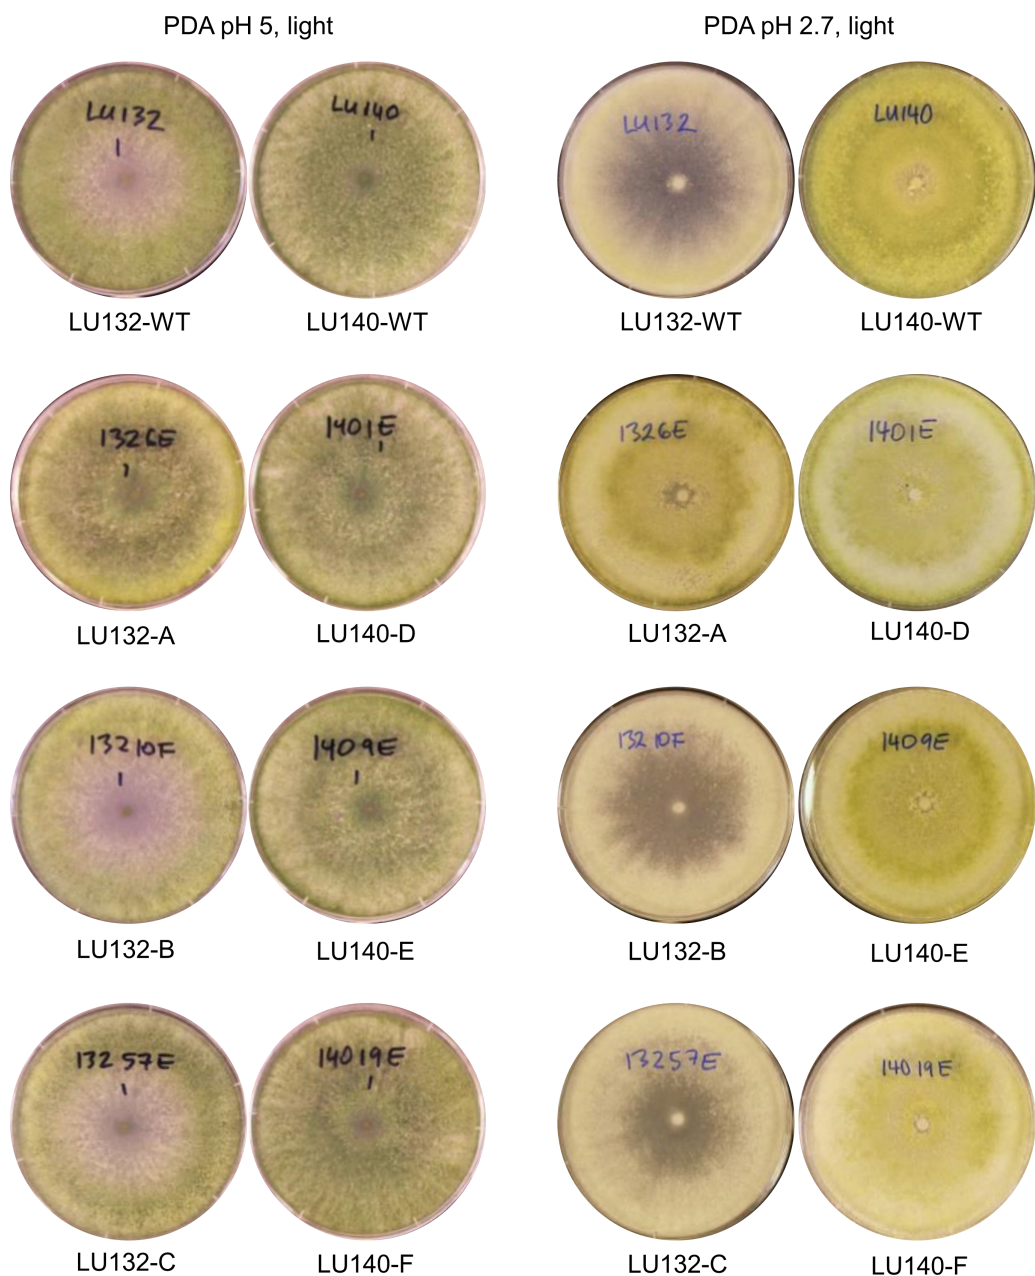 PDA pH 5, light
PDA pH 2.7, light
LU132
LU140
LU132
LU140
LU132-WT
LU140-WT
LU132-WT
LU140-WT
1326E
1401E
1326E
1401E
LU132-A
LU140-D
LU132-A
LU140-D
13210F
1409E
13210F
1409E
LU132-B
LU140-E
LU132-B
LU140-E
13257E
14019E
13257E
14019E
LU132-C
LU140-F
LU132-C
LU140-F